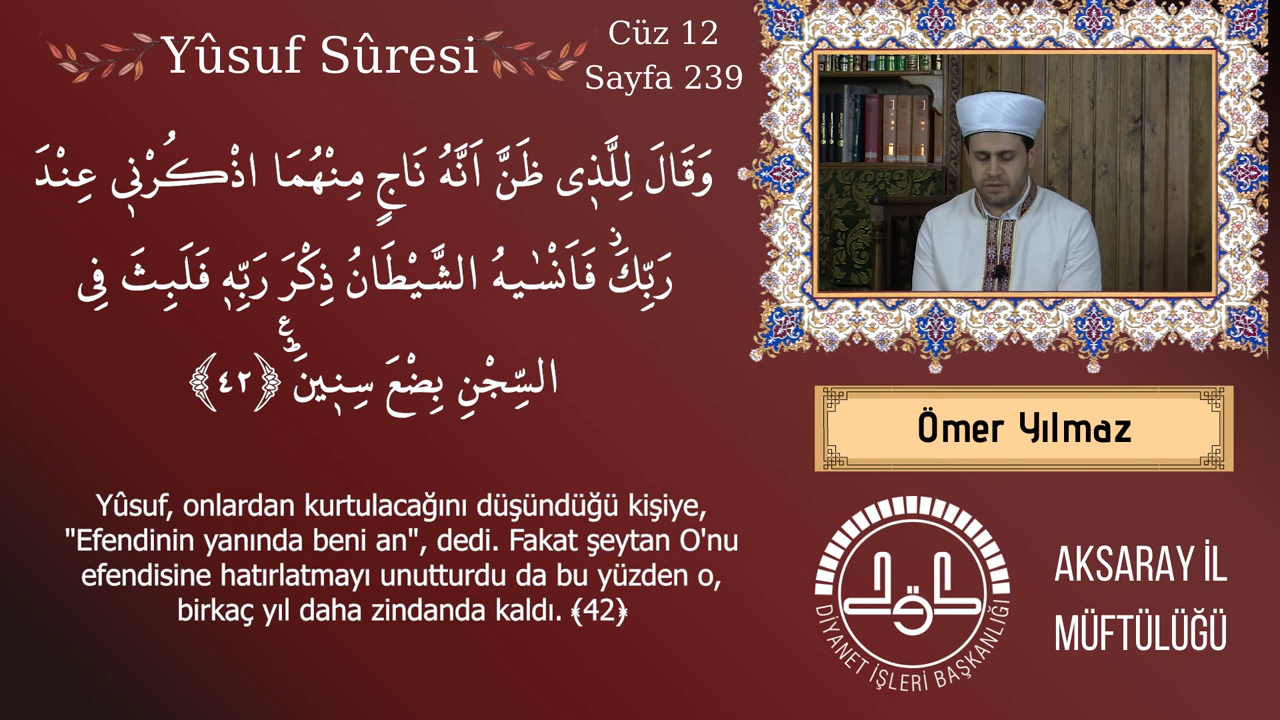 Yûsuf Sûresi
Cüz 12
Sayfa 239
وَقَالَ لِلَّذ۪ى ظَنَّ اَنَّهُ نَاجٍ مِنْهُمَا اذْكُرْن۪ى عِنْدَ
رَبِّكَۘ فَاَنْسٰيهُ الشَّيْطَانُ ذِكْرَ رَبِّه۪ فَلَبِثَ فِى
السِّجْنِ بِضْعَ سِن۪ينَۜ ع ﴿٤٢﴾
Yûsuf, onlardan kurtulacağını düşündüğü kişiye,
"Efendinin yanında beni an", dedi. Fakat şeytan O'nu
efendisine hatırlatmayı unutturdu da bu yüzden o,
birkaç yıl daha zindanda kaldı. ﴾42﴿
Ömer Yılmaz
DİYANET İŞLERİ BAŞKANLIĞI
AKSARAY İL
MÜFTÜLÜĞÜ